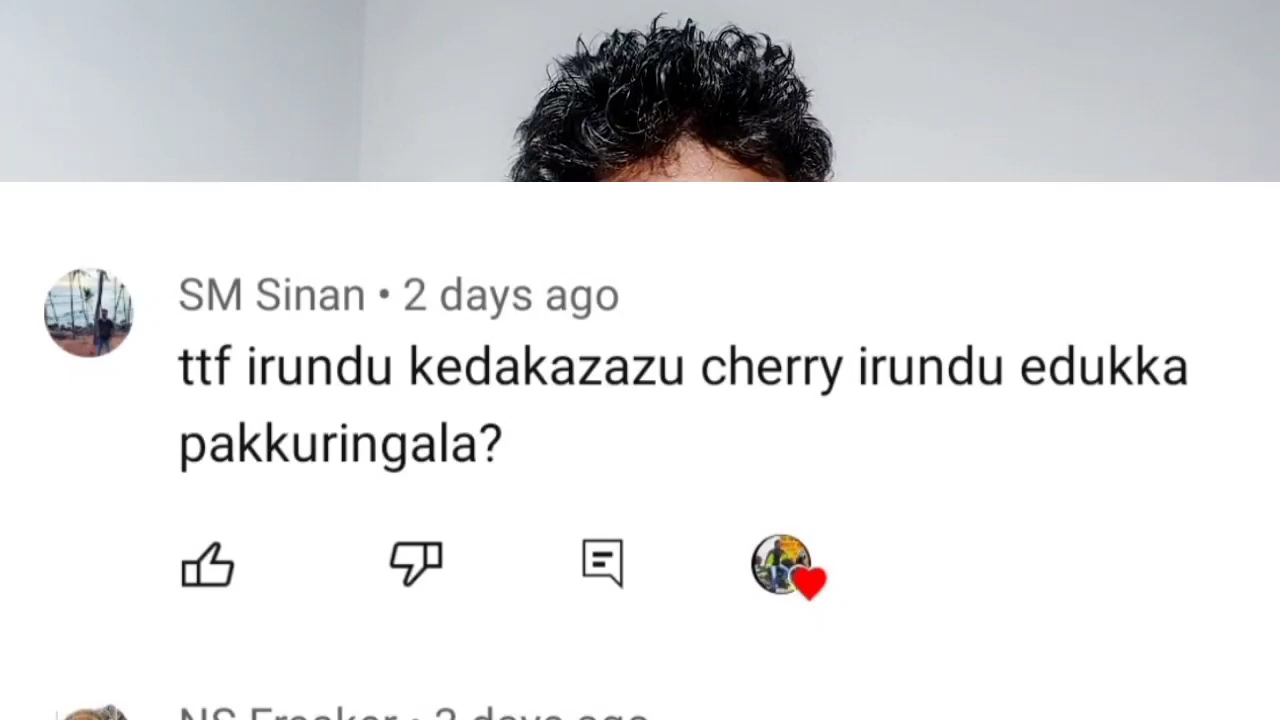 SM Sinan • 2 days ago
ttf irundu kedakazazu cherry irundu edukka
pakkuringala?